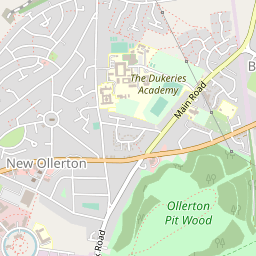 The Dukeries
Academy
Main Road
B
New Ollerton
Ollerton
Pit Wood
k Road